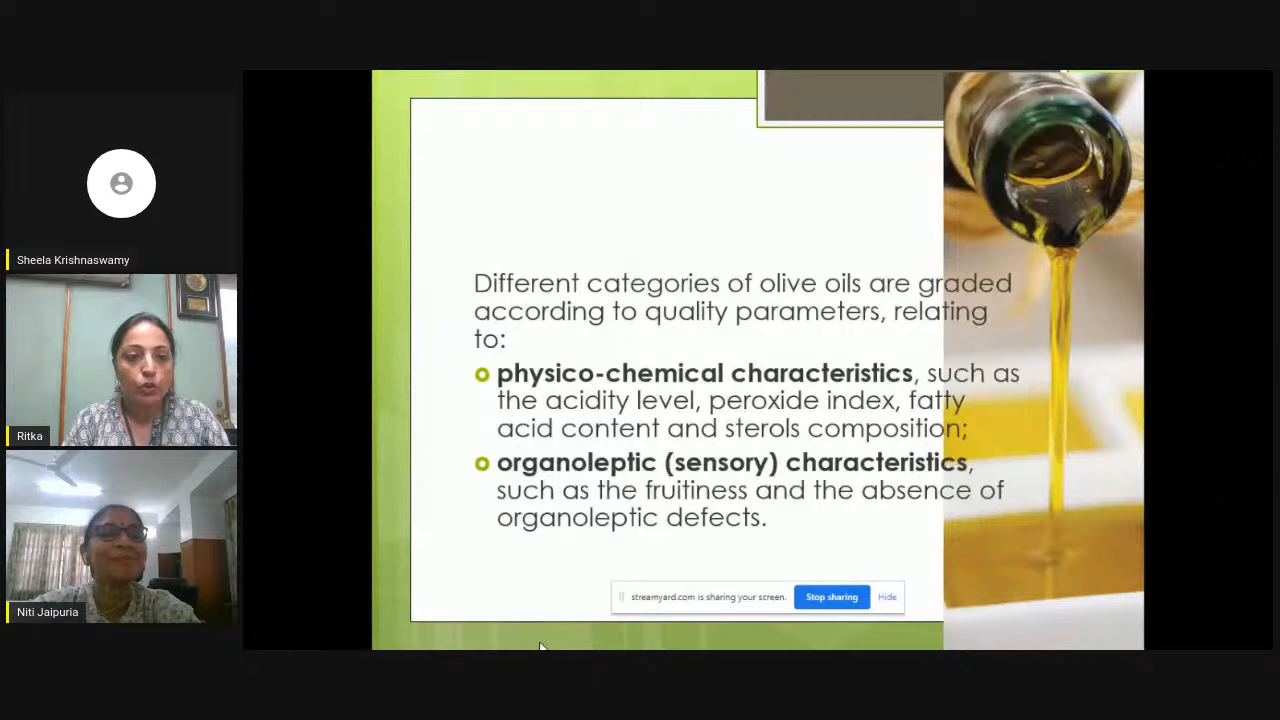 Sheela Krishnaswamy
Ritka
Niti Jaipuria
Different categories of olive oils are graded
according to quality parameters, relating
to:
physico-chemical characteristics, such as
the acidity level, peroxide index, fatty
acid content and sterols composition;
organoleptic (sensory) characteristics,
such as the fruitiness and the absence of
organoleptic defects.
streamyard.com is sharing your screen. Stop sharing Hide